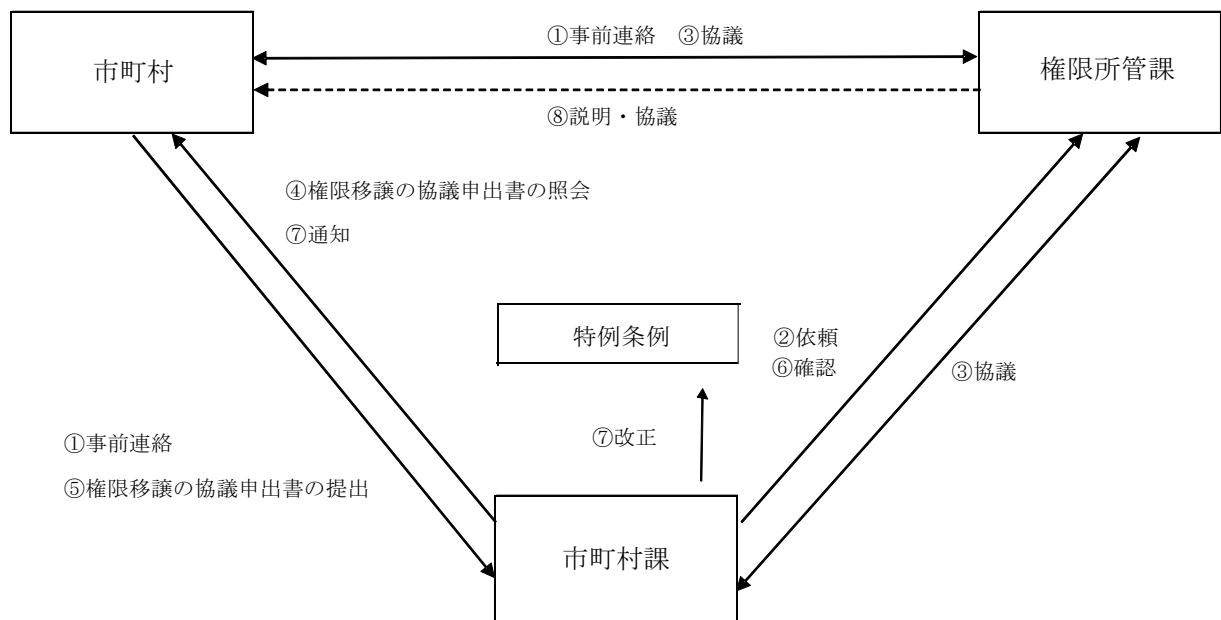 ①事前連絡　③協議
市町村
権限所管課
⑧説明・協議
④権限移譲の協議申出書の照会
⑦通知
特例条例
②依頼
⑥確認
③協議
①事前連絡
⑦改正
⑤権限移譲の協議申出書の提出
市町村課